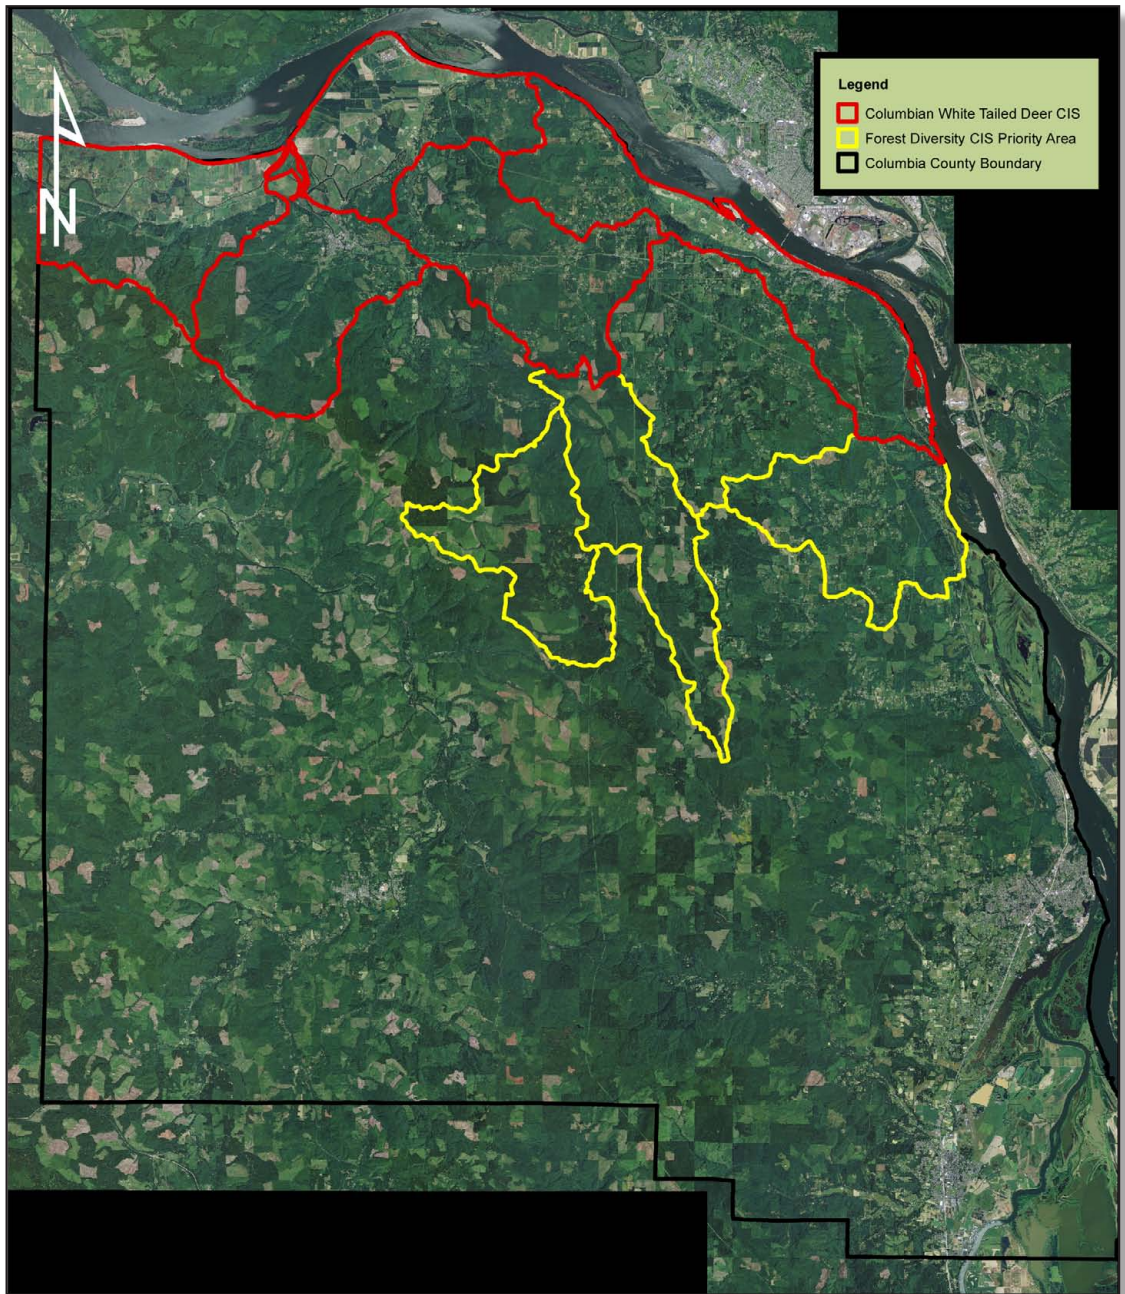 Legend
Columbian White Tailed Deer CIS
Forest Diversity CIS Priority Area
Columbia County Boundary
N